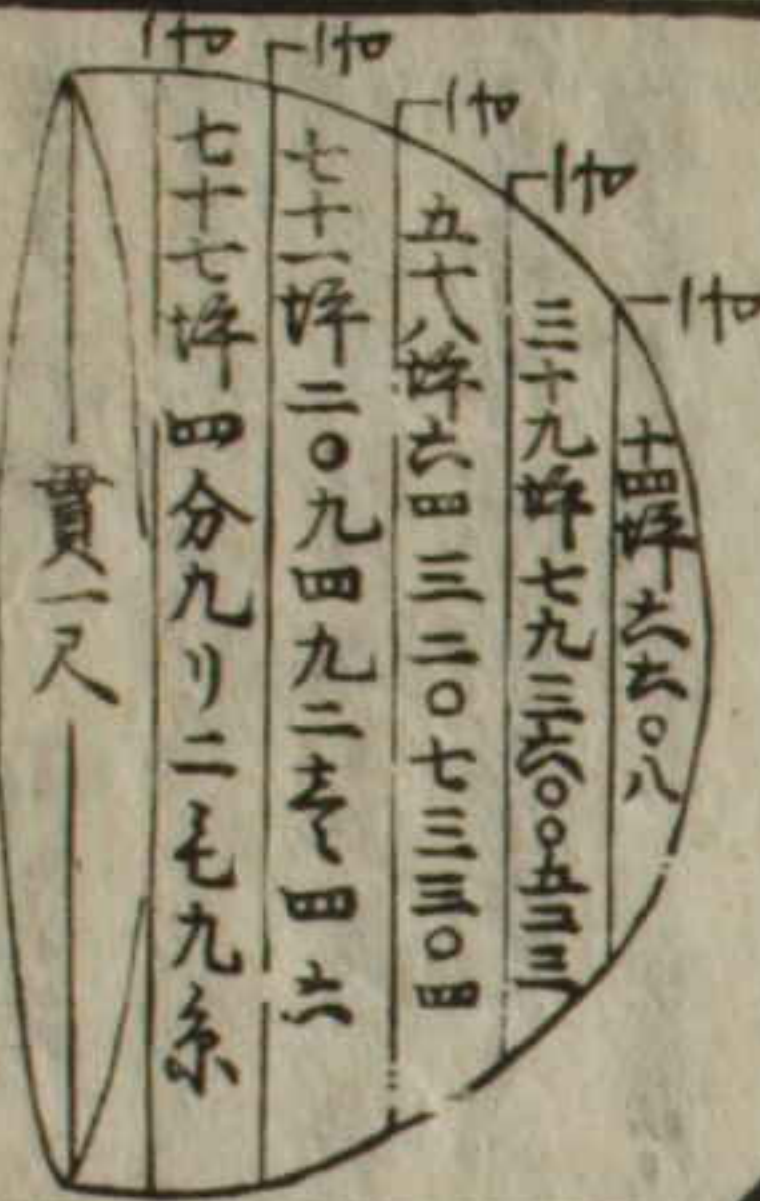 一寸
十四坪六六〇八
一寸
三十九坪七九三六〇〇五三三
一寸
五十八坪六四三二〇七三三〇四
一寸
七十一坪二〇九四九二壱四六
一寸
七十七坪四分九リ二毛九糸
貫一尺